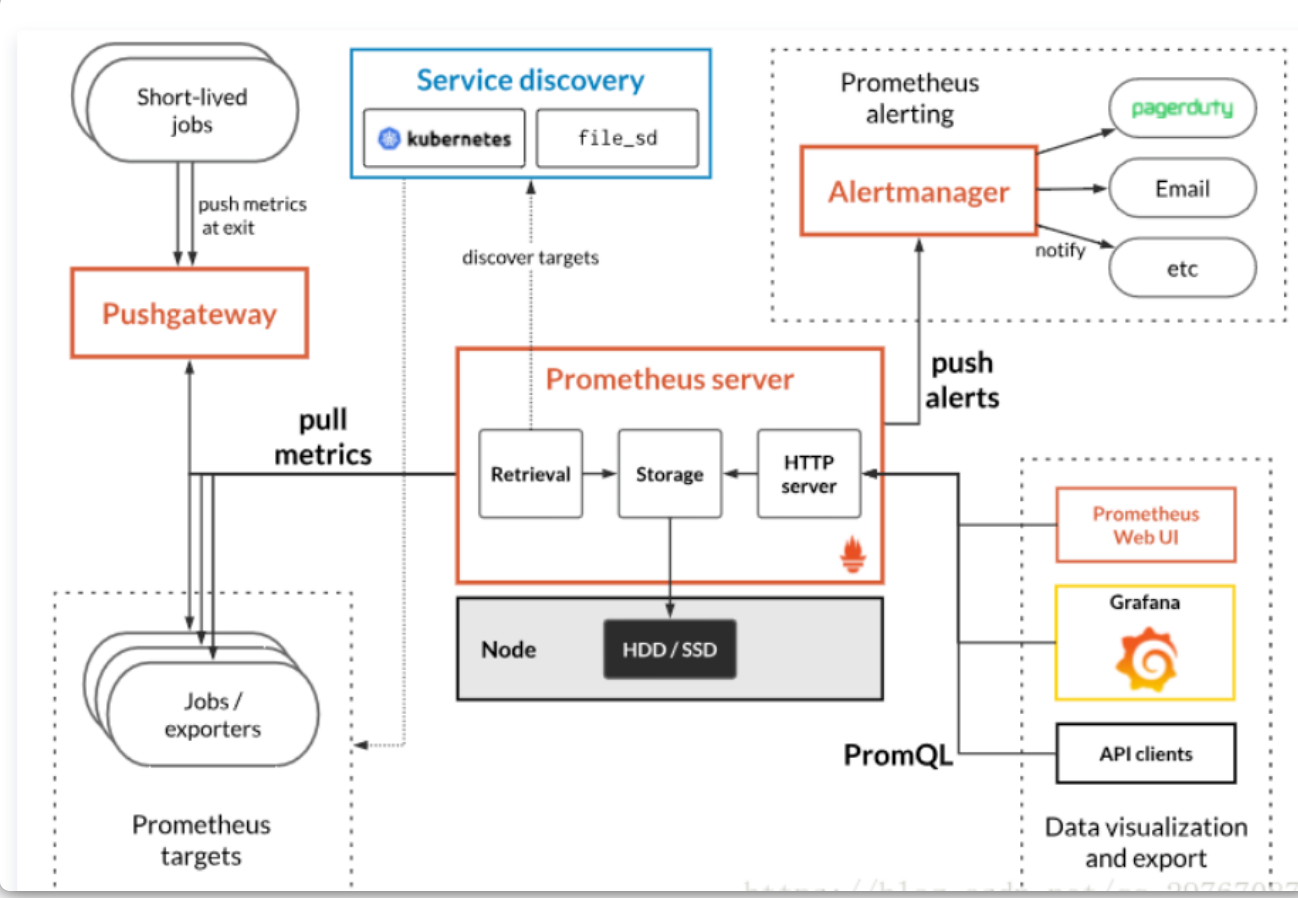 Short-lived
jobs
push metrics
at exit
Pushgateway
Service discovery
kubernetes
file_sd
discover targets
Prometheus
alerting
Alertmanager
pagerduty
Email
etc
notify
push
alerts
pull
metrics
Prometheus server
Retrieval
Storage
HTTP
server
Node
HDD / SSD
Jobs /
exporters
Prometheus
targets
PromQL
Prometheus
Web UI
Grafana
API clients
Data visualization
and export